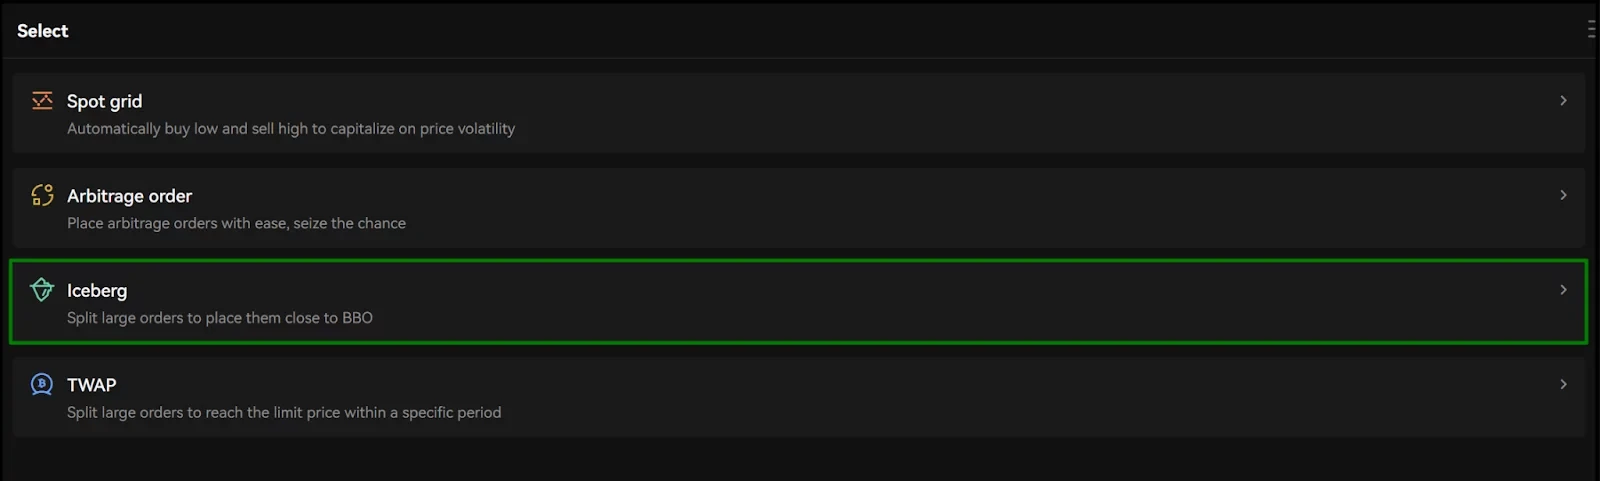 Select
Spot grid
Automatically buy low and sell high to capitalize on price volatility
Arbitrage order
Place arbitrage orders with ease, seize the chance
Iceberg
Split large orders to place them close to BBO
TWAP
Split large orders to reach the limit price within a specific period